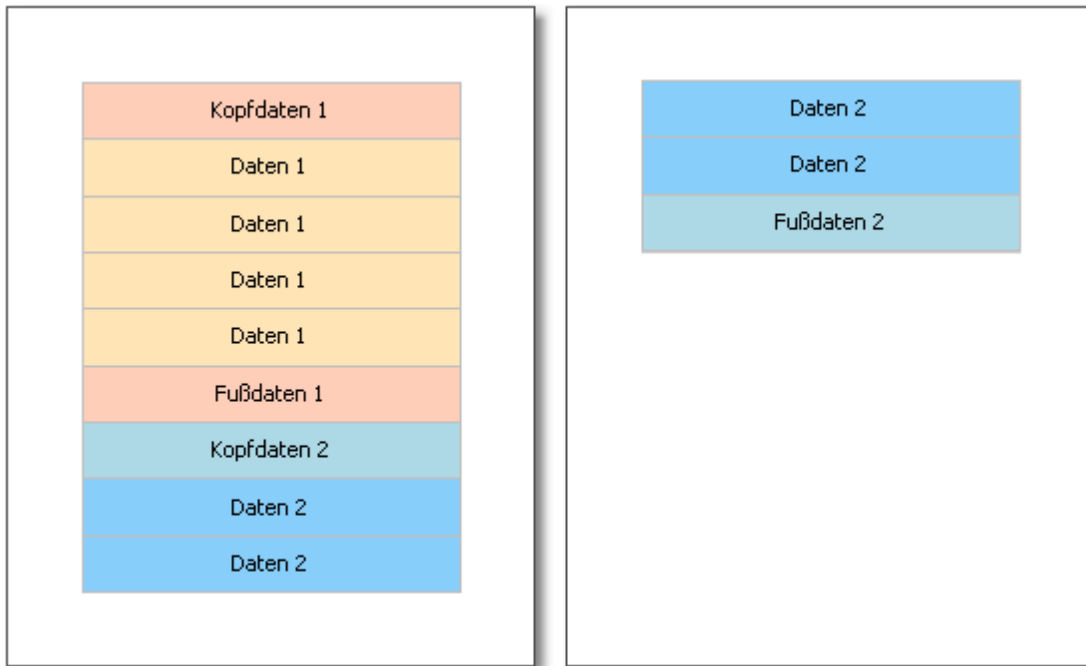 Kopfdaten 1
Daten 1
Daten 1
Daten 1
Daten 1
Fußdaten 1
Kopfdaten 2
Daten 2
Daten 2
Daten 2
Daten 2
Fußdaten 2